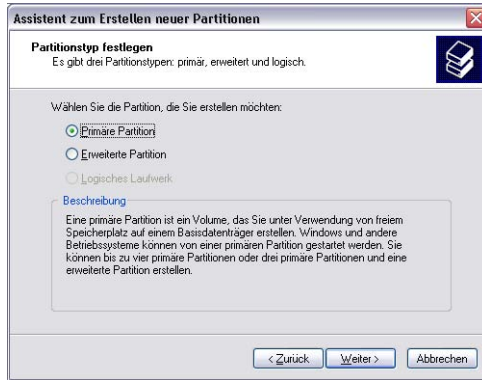 Assistent zum Erstellen neuer Partitionen
Partitionstyp festlegen
Es gibt drei Partitionstypen: primär, erweitert und logisch.
Wählen Sie die Partition, die Sie erstellen möchten:
Primäre Partition
Erweiterte Partition
Logisches Laufwerk
Beschreibung
Eine primäre Partition ist ein Volume, das Sie unter Verwendung von freiem
Speicherplatz auf einem Basisdatenträger erstellen. Windows und andere
Betriebssysteme können von einer primären Partition gestartet werden. Sie
können bis zu vier primäre Partitionen oder drei primäre Partitionen und eine
erweiterte Partition erstellen.
< Zurück Weiter > Abbrechen